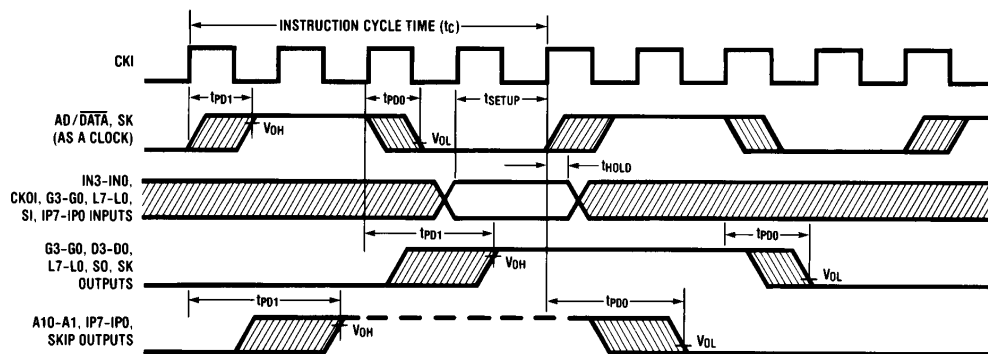 INSTRUCTION CYCLE TIME (tC)
CKI
tPD1
tPD0
tSETUP
AD/DATA, SK
(AS A CLOCK)
VOH
VOL
tHOLD
IN3-IN0,
CKOI, G3-G0, L7-L0,
SI, IP7-IP0 INPUTS
tPD1
tPD0
G3-G0, D3-D0,
L7-L0, SO, SK
OUTPUTS
VOH
VOL
tPD1
tPD0
A10-A1, IP7-IP0,
SKIP OUTPUTS
VOH
VOL